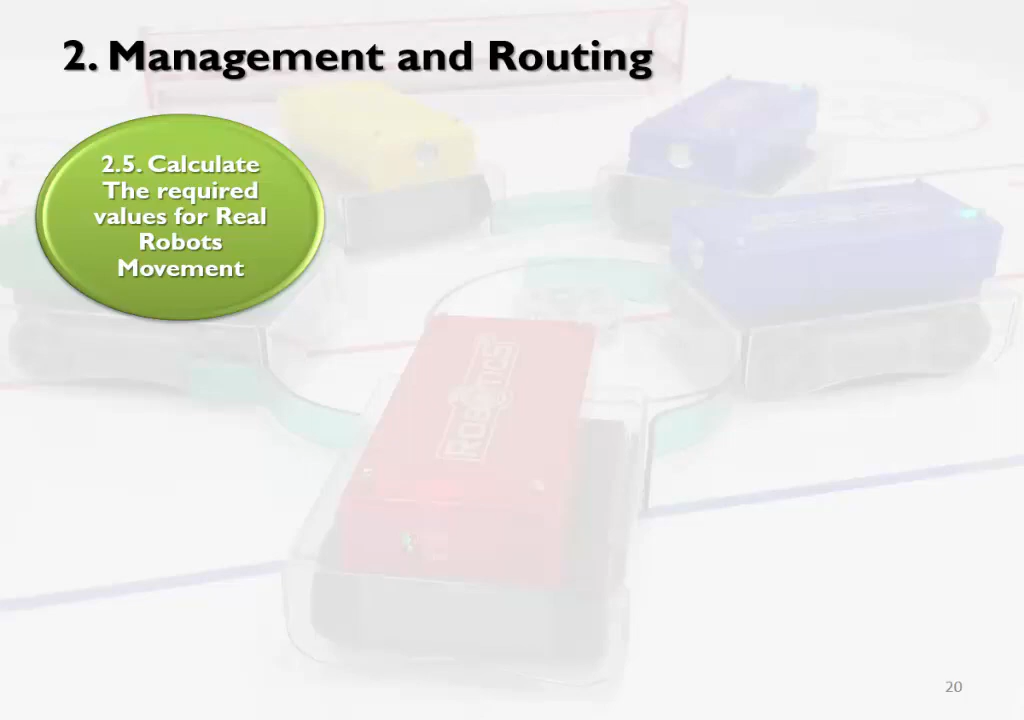 2. Management and Routing
2.5. Calculate
The required
values for Real
Robots
Movement
20